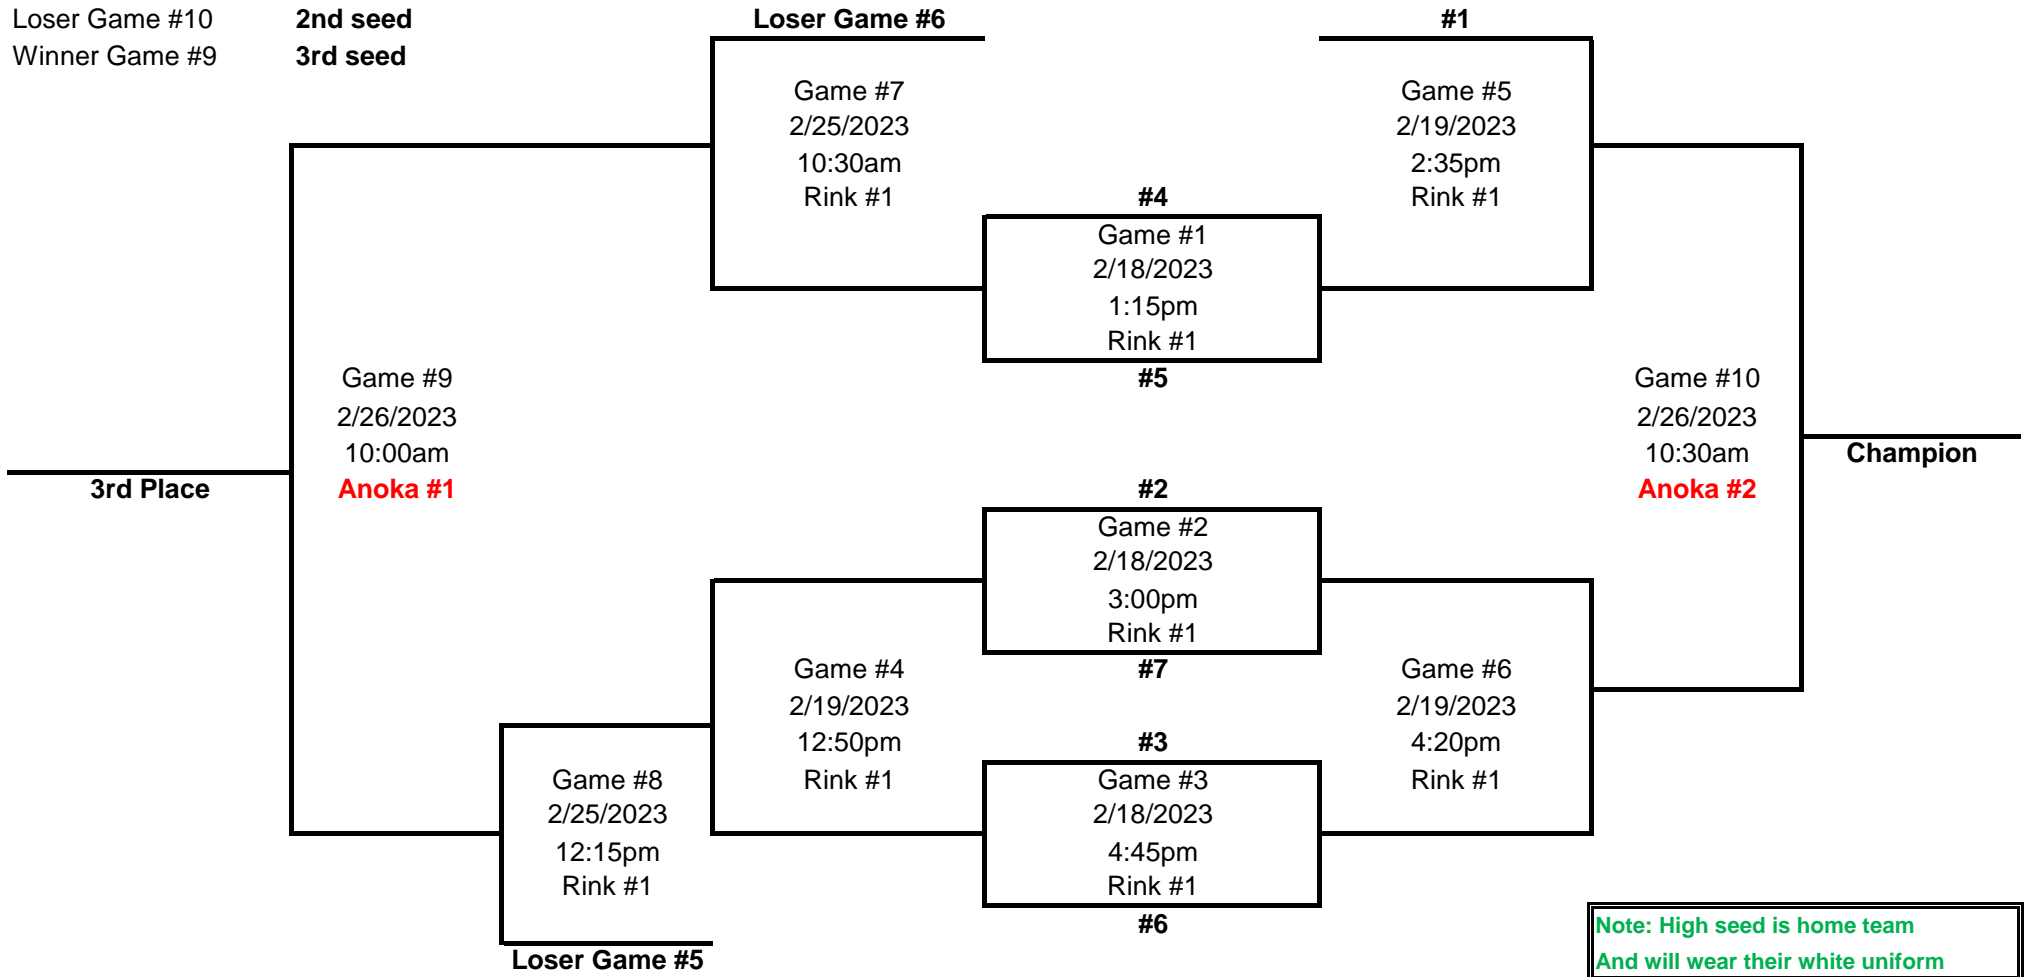 Loser Game #10 2nd seed
Winner Game #9 3rd seed
Loser Game #6
#1
Game #7
2/25/2023
10:30am
Rink #1
Game #5
2/19/2023
2:35pm
Rink #1
#4
Game #1
2/18/2023
1:15pm
Rink #1
#5
Game #9
2/26/2023
10:00am
Anoka #1
3rd Place
Game #10
2/26/2023
10:30am
Anoka #2
Champion
#2
Game #2
2/18/2023
3:00pm
Rink #1
#7
Game #4
2/19/2023
12:50pm
Rink #1
Game #6
2/19/2023
4:20pm
Rink #1
#3
Game #3
2/18/2023
4:45pm
Rink #1
#6
Game #8
2/25/2023
12:15pm
Rink #1
Loser Game #5
Note: High seed is home team
And will wear their white uniform